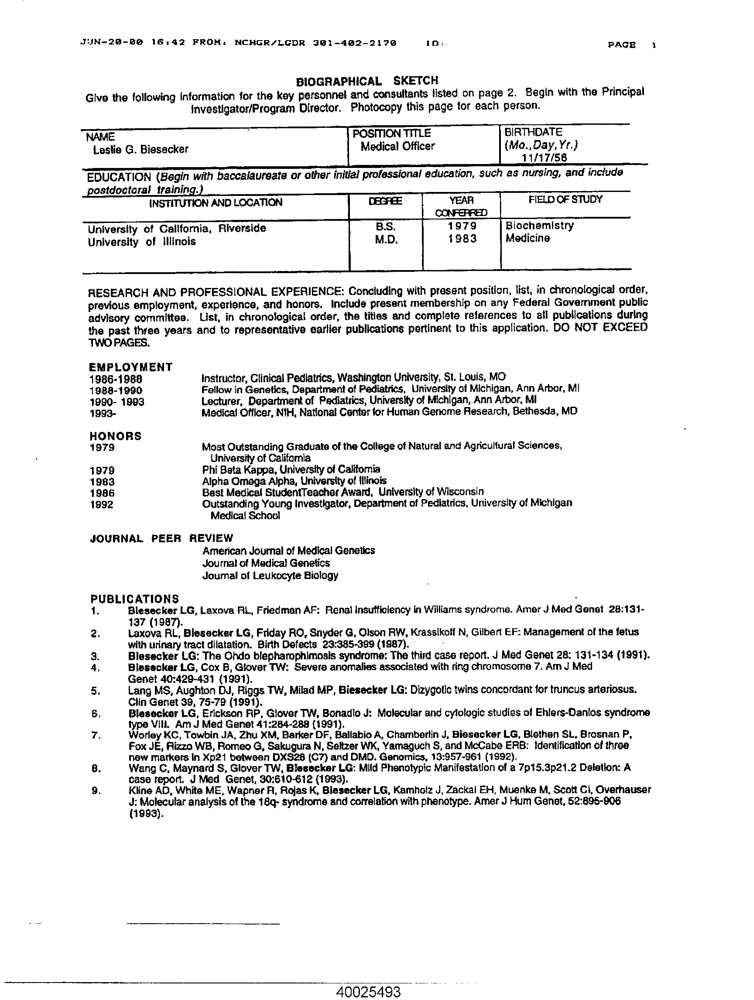 JUN-20-00 16:42 FROM: NCHGR/LGDR 301-402-2170 ID: PAGE 1
BIOGRAPHICAL SKETCH
Give the following information for the key personnel and consultants listed on page 2. Begin with the Principal
Investigator/Program Director. Photocopy this page for each person.
NAME POSITION TITLE BIRTHDATE
Leslie G. Biesecker Medical Officer (Mo.,Day,Yr.)
11/17/56
EDUCATION (Begin with baccalaureate or other initial professional education, such as nursing, and include
postdoctoral training.)
INSTITUTION AND LOCATION DEGREE YEAR FIELD OF STUDY
CONFERRED
University of California, Riverside B.S. 1979 Biochemistry
University of Illinois M.D. 1983 Medicine
RESEARCH AND PROFESSIONAL EXPERIENCE: Concluding with present position, list, in chronological order,
previous employment, experience, and honors. Include present membership on any Federal Government public
advisory committee. List, in chronological order, the titles and complete references to all publications during
the past three years and to representative earlier publications pertinent to this application. DO NOT EXCEED
TWO PAGES.
EMPLOYMENT
1986-1988 Instructor, Clinical Pediatrics, Washington University, St. Louis, MO
1988-1990 Fellow in Genetics, Department of Pediatrics, University of Michigan, Ann Arbor, MI
1990- 1993 Lecturer, Department of Pediatrics, University of Michigan, Ann Arbor, MI
1993- Medical Officer, NIH, National Center for Human Genome Research, Bethesda, MD
HONORS
1979 Most Outstanding Graduate of the College of Natural and Agricultural Sciences,
University of California
1979 Phi Beta Kappa, University of California
1983 Alpha Omega Alpha, University of Illinois
1986 Best Medical StudentTeacher Award, University of Wisconsin
1992 Outstanding Young Investigator, Department of Pediatrics, University of Michigan
Medical School
JOURNAL PEER REVIEW
American Journal of Medical Genetics
Journal of Medical Genetics
Journal of Leukocyte Biology
PUBLICATIONS
1. Biesecker LG, Laxova RL, Friedman AF: Renal insufficiency in Williams syndrome. Amer J Med Genet 28:131-
137 (1987).
2. Laxova RL, Biesecker LG, Friday RO, Snyder G, Olson RW, Krassikoff N, Gilbert EF: Management of the fetus
with urinary tract dilatation. Birth Defects 23:385-399 (1987).
3. Biesecker LG: The Ohdo blepharophimosis syndrome: The third case report. J Med Genet 28: 131-134 (1991).
4. Biesecker LG, Cox B, Glover TW: Severe anomalies associated with ring chromosome 7. Am J Med
Genet 40:429-431 (1991).
5. Lang MS, Aughton DJ, Riggs TW, Milad MP, Biesecker LG: Dizygotic twins concordant for truncus arteriosus.
Clin Genet 39, 75-79 (1991).
6. Biesecker LG, Erickson RP, Glover TW, Bonadio J: Molecular and cytologic studies of Ehlers-Danlos syndrome
type VIII. Am J Med Genet 41:284-288 (1991).
7. Worley KC, Towbin JA, Zhu XM, Barker DF, Ballabio A, Chamberlin J, Biesecker LG, Blethen SL, Brosnan P,
Fox JE, Rizzo WB, Romeo G, Sakugura N, Seltzer WK, Yamaguch S, and McCabe ERB: Identification of three
new markers in Xp21 between DXS28 (C7) and DMD. Genomics, 13:957-961 (1992).
8. Wang C, Maynard S, Glover TW, Biesecker LG: Mild Phenotypic Manifestation of a 7p15.3p21.2 Deletion: A
case report. J Med Genet, 30:610-612 (1993).
9. Kline AD, White ME, Wapner R, Rojas K, Biesecker LG, Kamholz J, Zackai EH, Muenke M, Scott CI, Overhauser
J: Molecular analysis of the 18q- syndrome and correlation with phenotype. Amer J Hum Genet, 52:895-906
(1993).
40025493